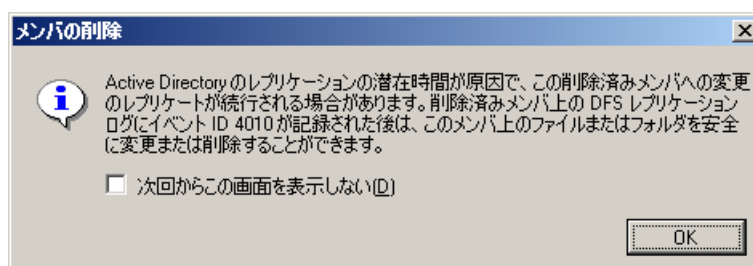 メンバの削除
Active Directory のレプリケーションの潜在時間が原因で、この削除済みメンバへの変更
のレプリケートが続行される場合があります。削除済みメンバ上の DFS レプリケーション
ログにイベント ID 4010 が記録された後は、このメンバ上のファイルまたはフォルダを安全
に変更または削除することができます。
次回からこの画面を表示しない(D)
OK